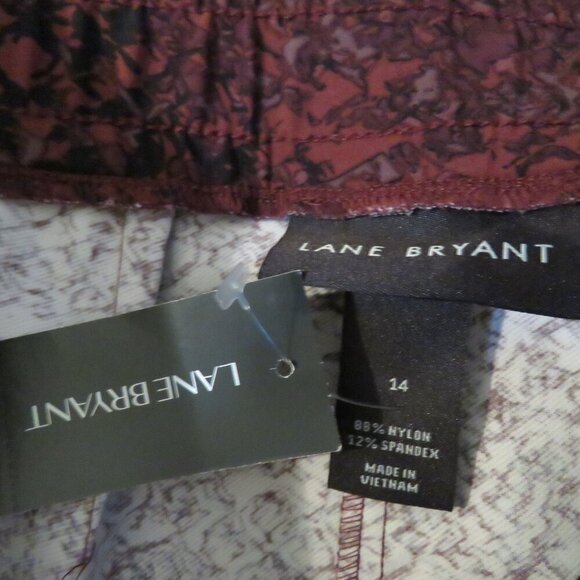 LANE BRYANT
LANE BRYANT
14
88% NYLON
12% SPANDEX
MADE IN
VIETNAM